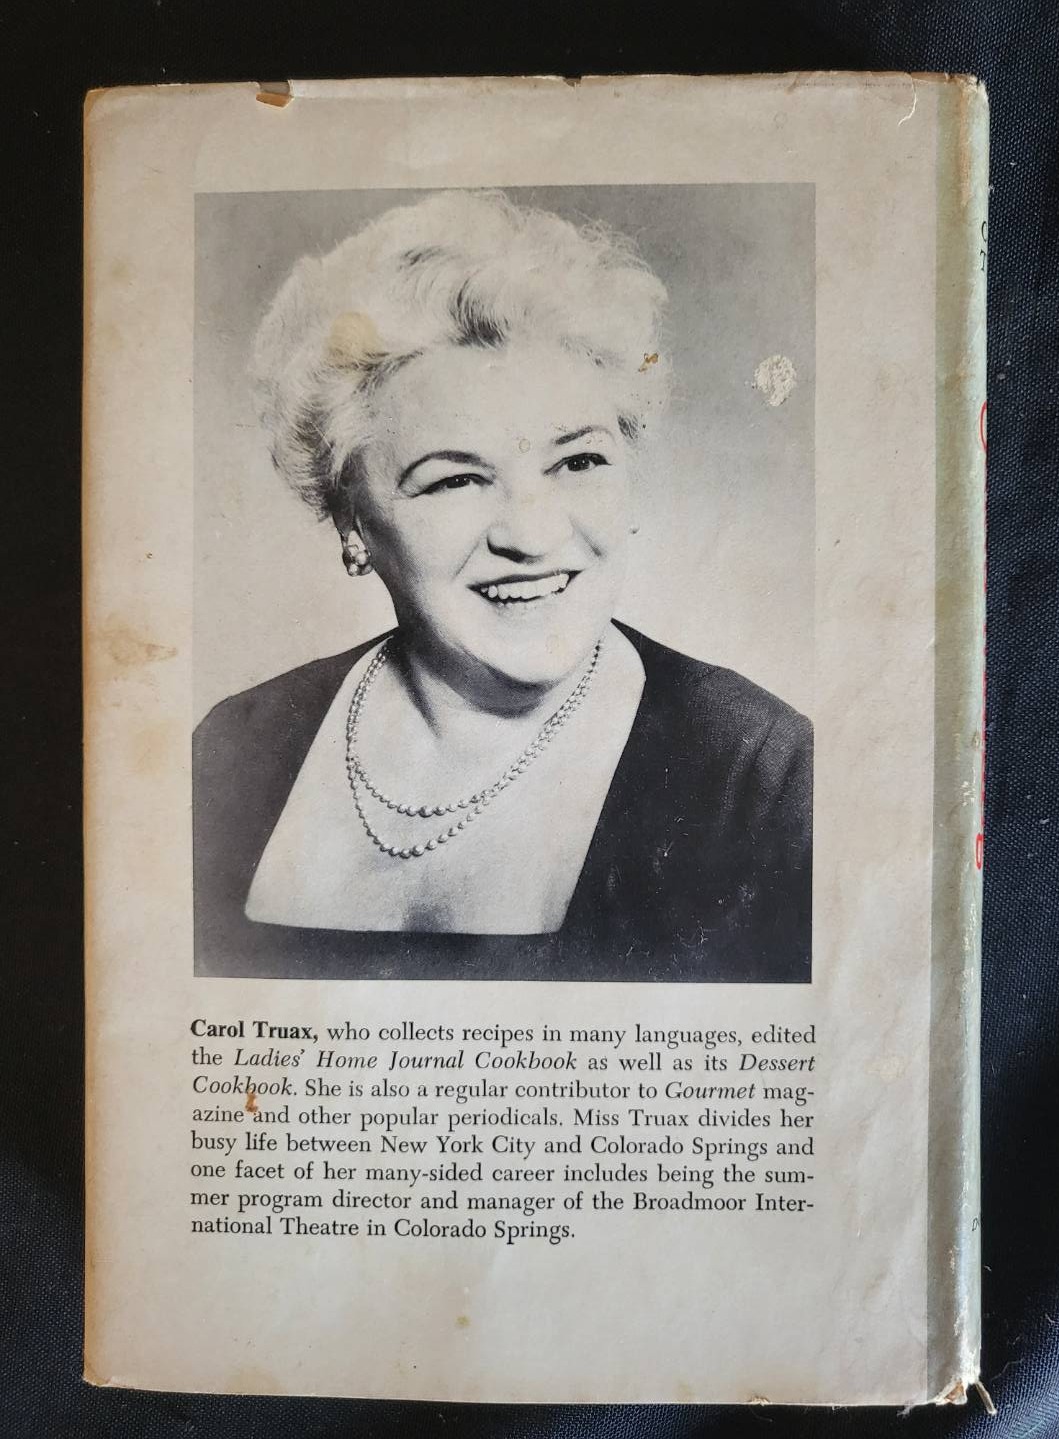 Carol Truax, who collects recipes in many languages, edited
the Ladies' Home Journal Cookbook as well as its Dessert
Cookbook. She is also a regular contributor to Gourmet mag-
azine and other popular periodicals. Miss Truax divides her
busy life between New York City and Colorado Springs and
one facet of her many-sided career includes being the sum-
mer program director and manager of the Broadmoor Inter-
national Theatre in Colorado Springs.